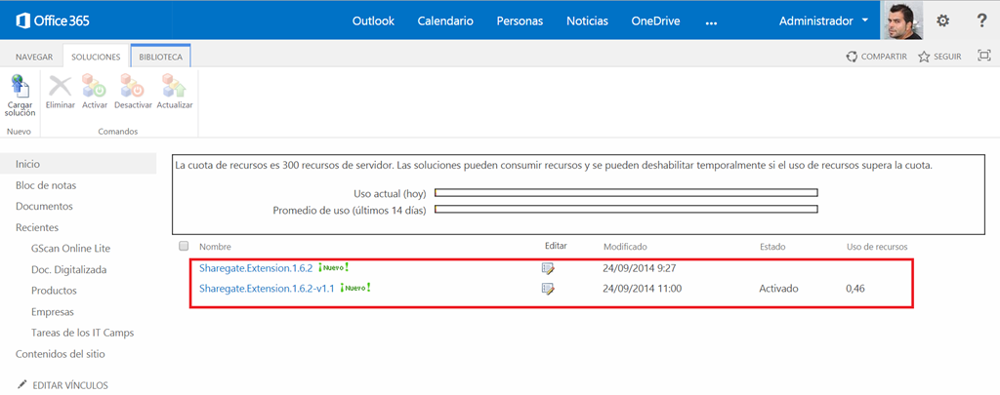 Office 365 Outlook Calendario Personas Noticias OneDrive ... Administrador ?
NAVEGAR SOLUCIONES BIBLIOTECA COMPARTIR SEGUIR
Cargar solución Eliminar Activar Desactivar Actualizar
Nuevo Comandos
Inicio
Bloc de notas
Documentos
Recientes
GScan Online Lite
Doc. Digitalizada
Productos
Empresas
Tareas de los IT Camps
Contenidos del sitio
EDITAR VÍNCULOS
La cuota de recursos es 300 recursos de servidor. Las soluciones pueden consumir recursos y se pueden deshabilitar temporalmente si el uso de recursos supera la cuota.
Uso actual (hoy)
Promedio de uso (últimos 14 días)
Nombre Editar Modificado Estado Uso de recursos
Sharegate.Extension.1.6.2 ¡Nuevo! 24/09/2014 9:27
Sharegate.Extension.1.6.2-v1.1 ¡Nuevo! 24/09/2014 11:00 Activado 0,46